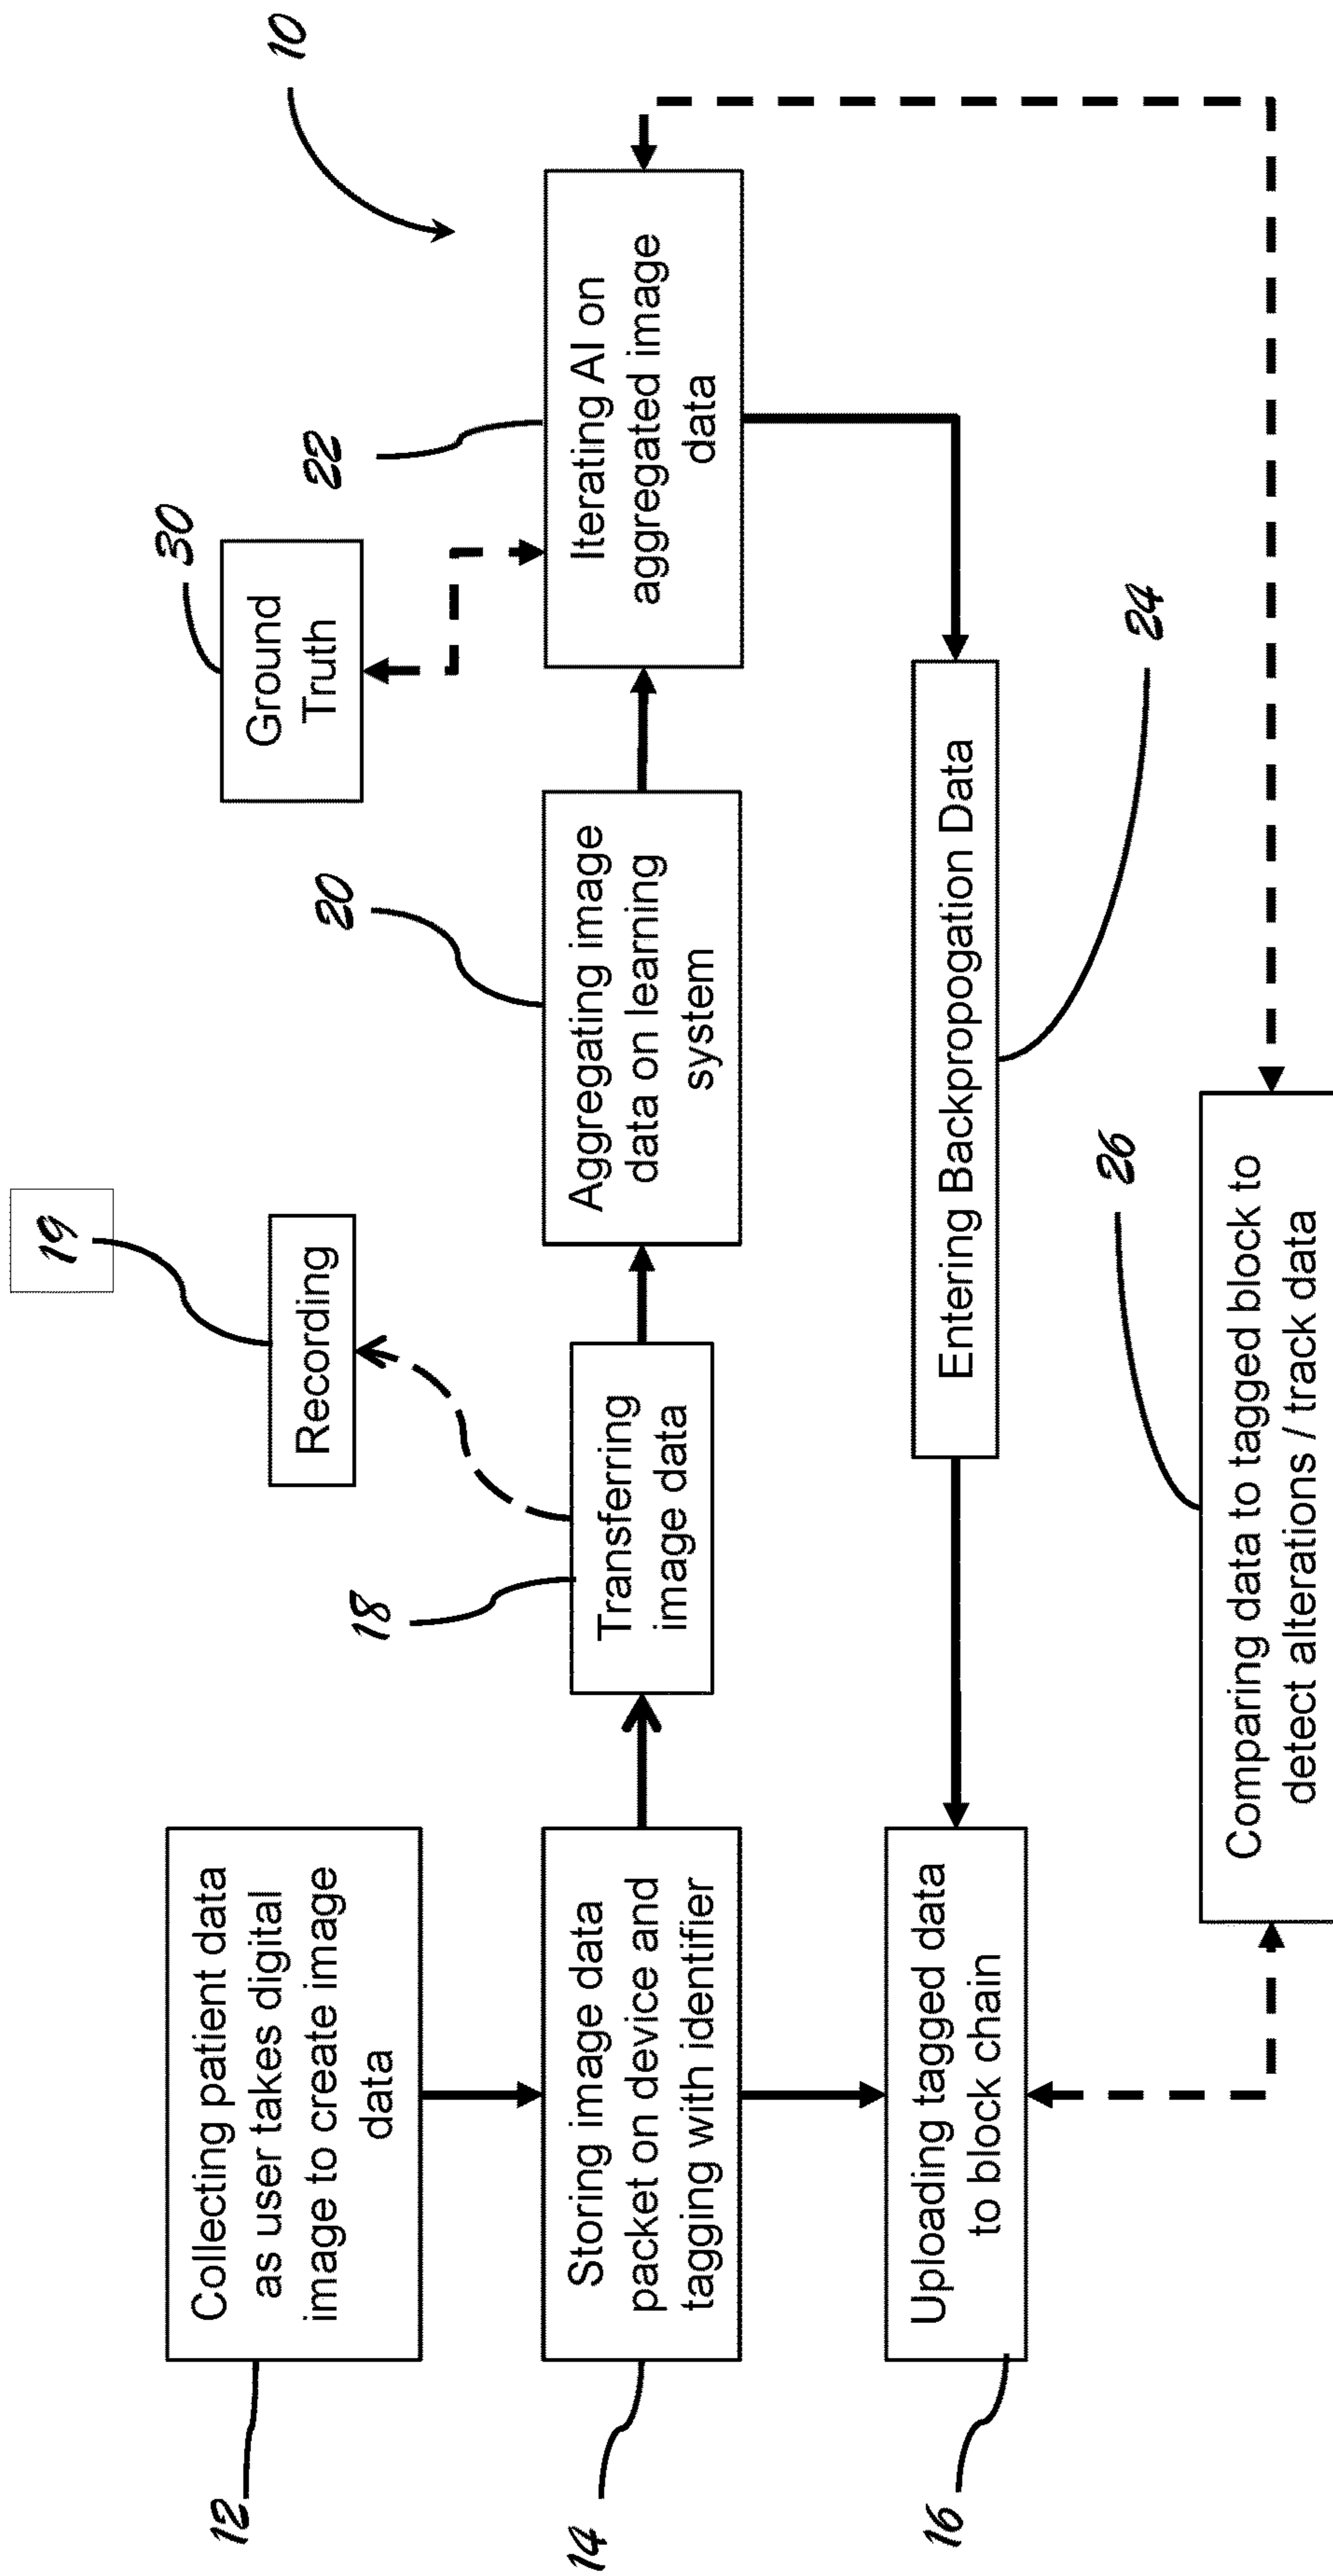 10
12
Collecting patient data
as user takes digital
image to create image
data
14
Storing image data
packet on device and
tagging with identifier
16
Uploading tagged data
to block chain
18
Transferring
image data
19
Recording
20
Aggregating image
data on learning
system
30
Ground
Truth
22
Iterating AI on
aggregated image
data
24
Entering Backpropogation Data
26
Comparing data to tagged block to
detect alterations / track data